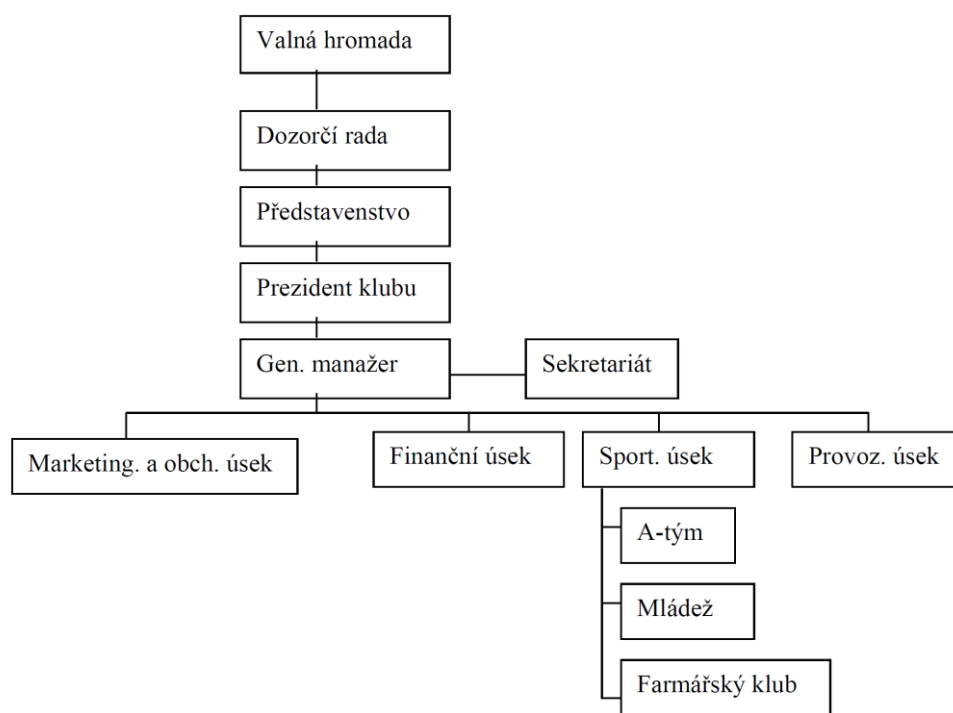 Valná hromada
Dozorčí rada
Představenstvo
Prezident klubu
Gen. manažer
Sekretariát
Marketing. a obch. úsek
Finanční úsek
Sport. úsek
Provoz. úsek
A-tým
Mládež
Farmářský klub